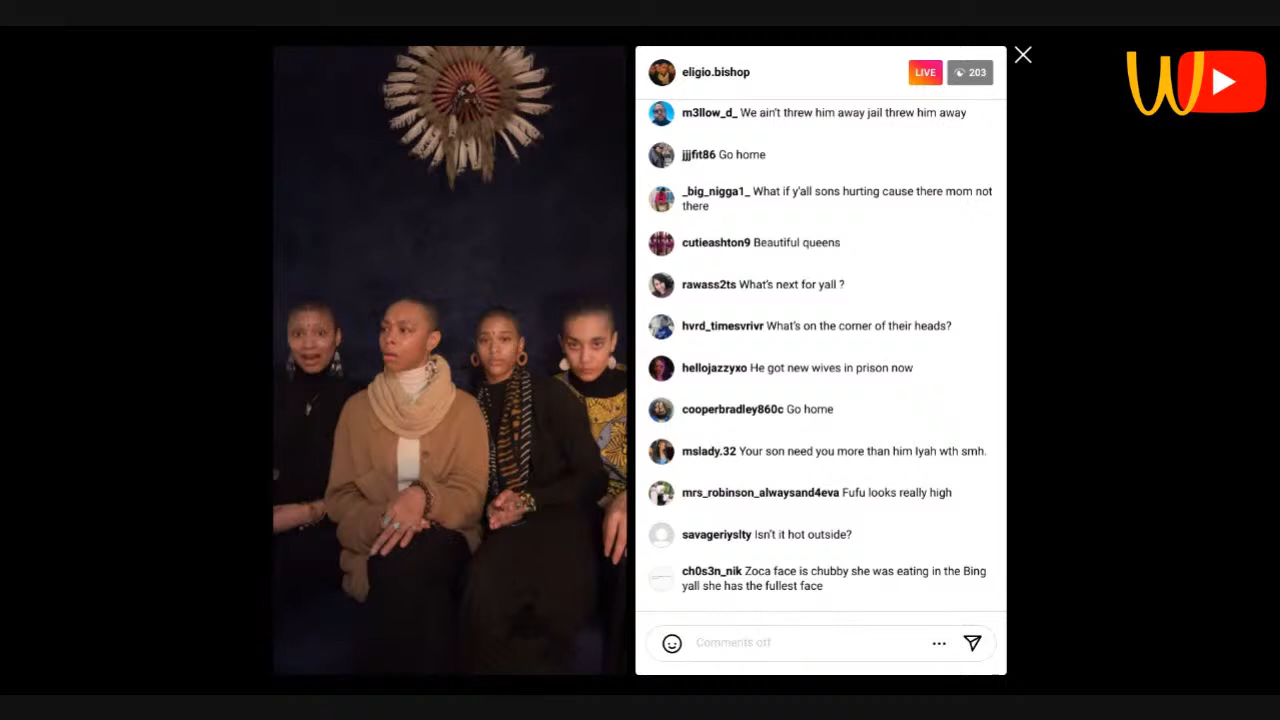 eligio.bishop
LIVE
203
m3llow_d_ We ain't threw him away jail threw him away
jjjfit86 Go home
_big_nigga1_ What if y'all sons hurting cause there mom not
there
cutieashton9 Beautiful queens
rawass2ts What's next for yall ?
hvrd_timesvrivr What's on the corner of their heads?
hellojazzyxo He got new wives in prison now
cooperbradley860c Go home
mslady.32 Your son need you more than him Iyah wth smh.
mrs_robinson_alwaysand4eva Fufu looks really high
savageriyslty Isn't it hot outside?
ch0s3n_nik Zoca face is chubby she was eating in the Bing
yall she has the fullest face
Comments off
W